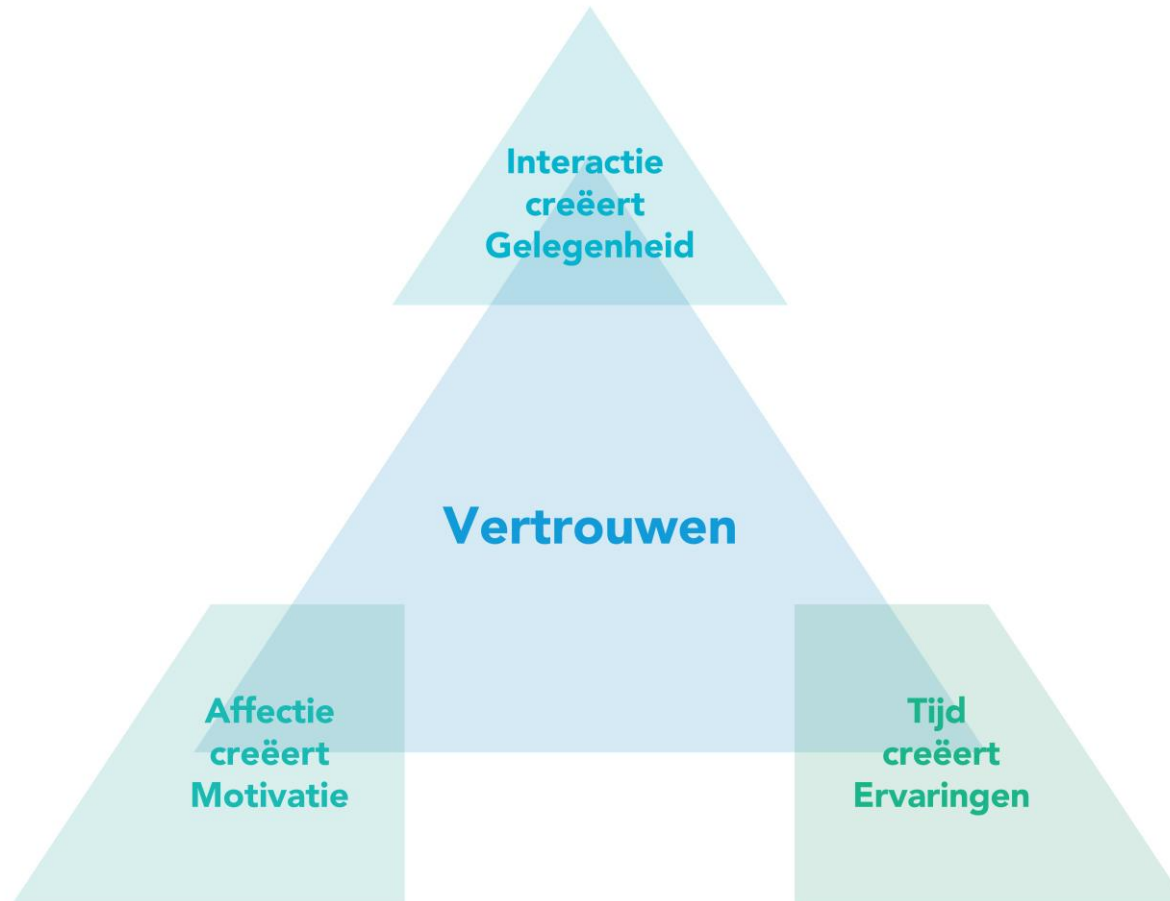 Interactie
creëert
Gelegenheid
Vertrouwen
Affectie
creëert
Motivatie
Tijd
creëert
Ervaringen